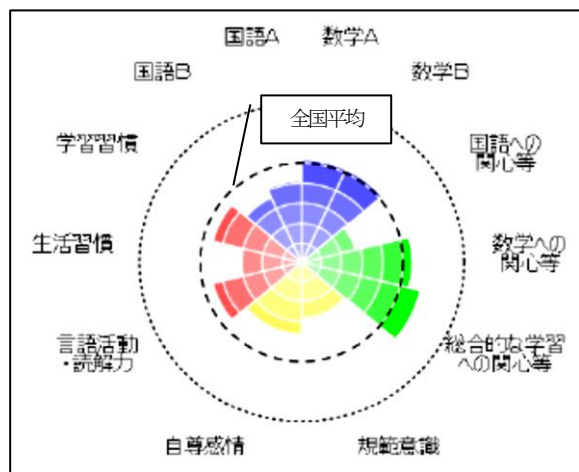 国語A 数学A
国語B 数学B
全国平均
学習習慣
国語への
関心等
生活習慣
数学への
関心等
言語活動
・読解力
総合的な学習
への関心等
自尊感情 規範意識